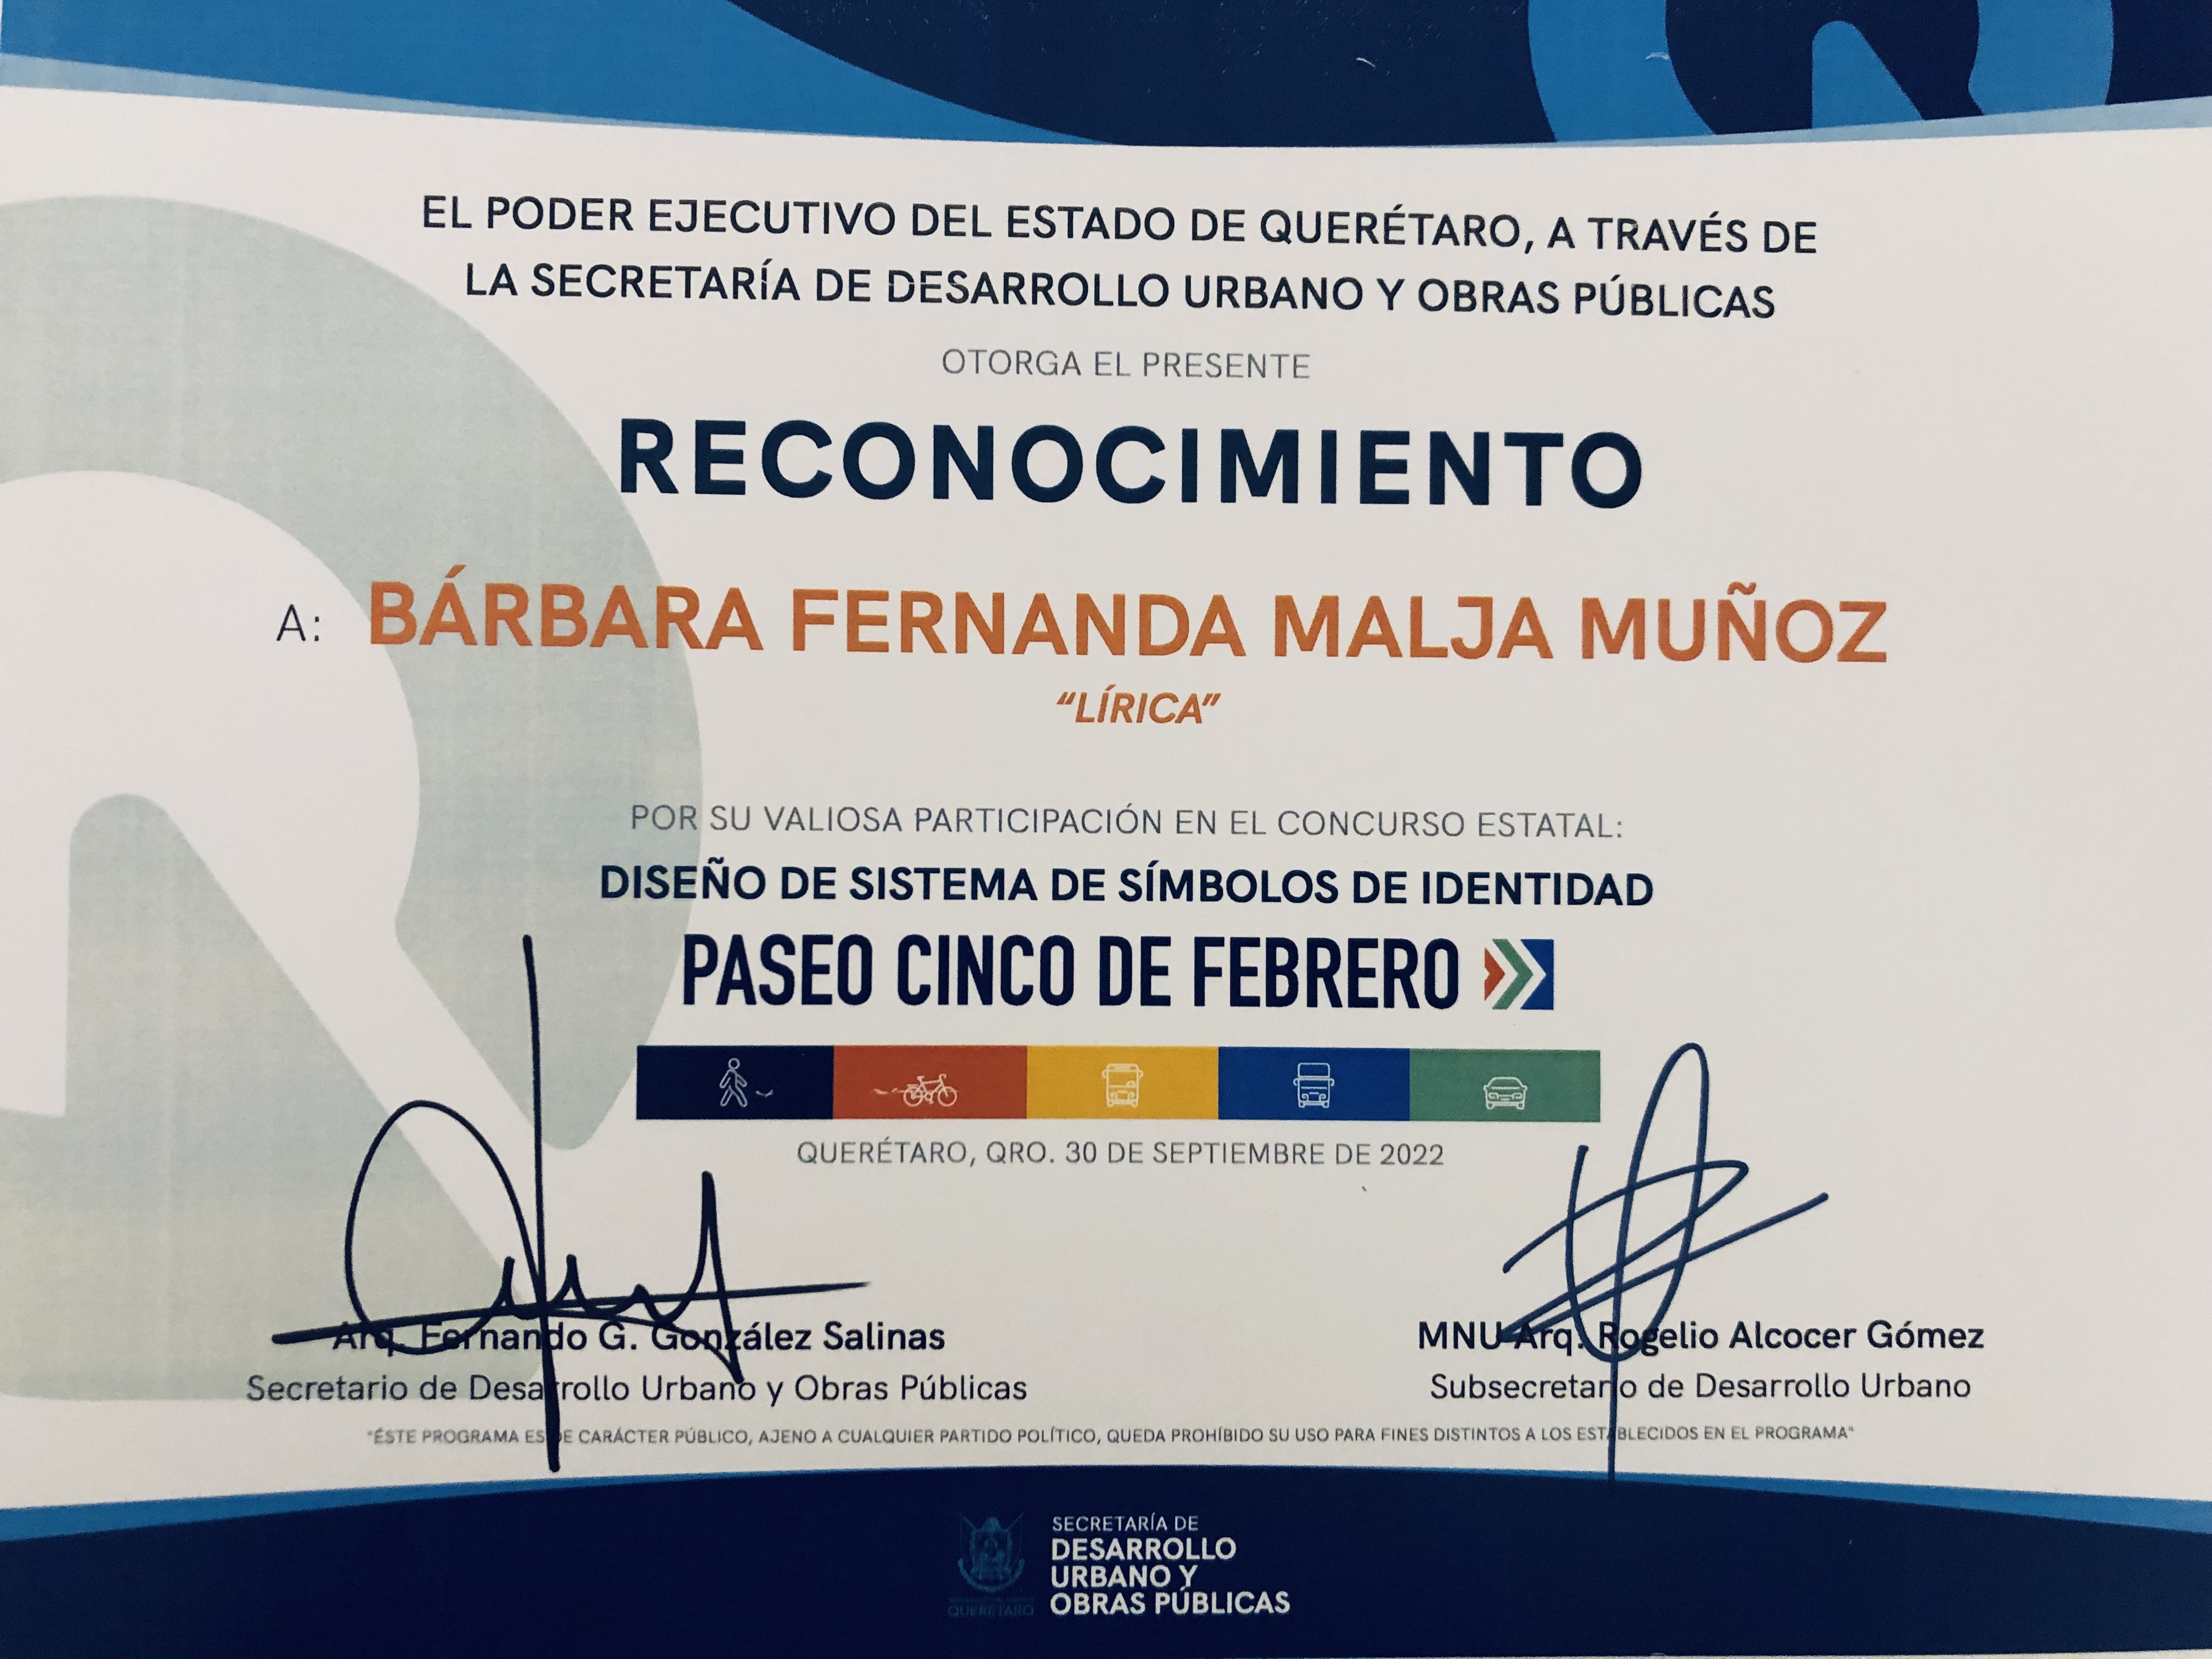 EL PODER EJECUTIVO DEL ESTADO DE QUERÉTARO, A TRAVÉS DE
LA SECRETARÍA DE DESARROLLO URBANO Y OBRAS PÚBLICAS
OTORGA EL PRESENTE
RECONOCIMIENTO
A: BÁRBARA FERNANDA MALJA MUÑOZ
“LÍRICA”
POR SU VALIOSA PARTICIPACIÓN EN EL CONCURSO ESTATAL:
DISEÑO DE SISTEMA DE SÍMBOLOS DE IDENTIDAD
PASEO CINCO DE FEBRERO
QUERÉTARO, QRO. 30 DE SEPTIEMBRE DE 2022
Arq. Fernando G. González Salinas
Secretario de Desarrollo Urbano y Obras Públicas
MNU Arq. Rogelio Alcocer Gómez
Subsecretario de Desarrollo Urbano
"ÉSTE PROGRAMA ES DE CARÁCTER PÚBLICO, AJENO A CUALQUIER PARTIDO POLÍTICO, QUEDA PROHÍBIDO SU USO PARA FINES DISTINTOS A LOS ESTABLECIDOS EN EL PROGRAMA"
QUERÉTARO
SECRETARÍA DE
DESARROLLO
URBANO Y
OBRAS PÚBLICAS